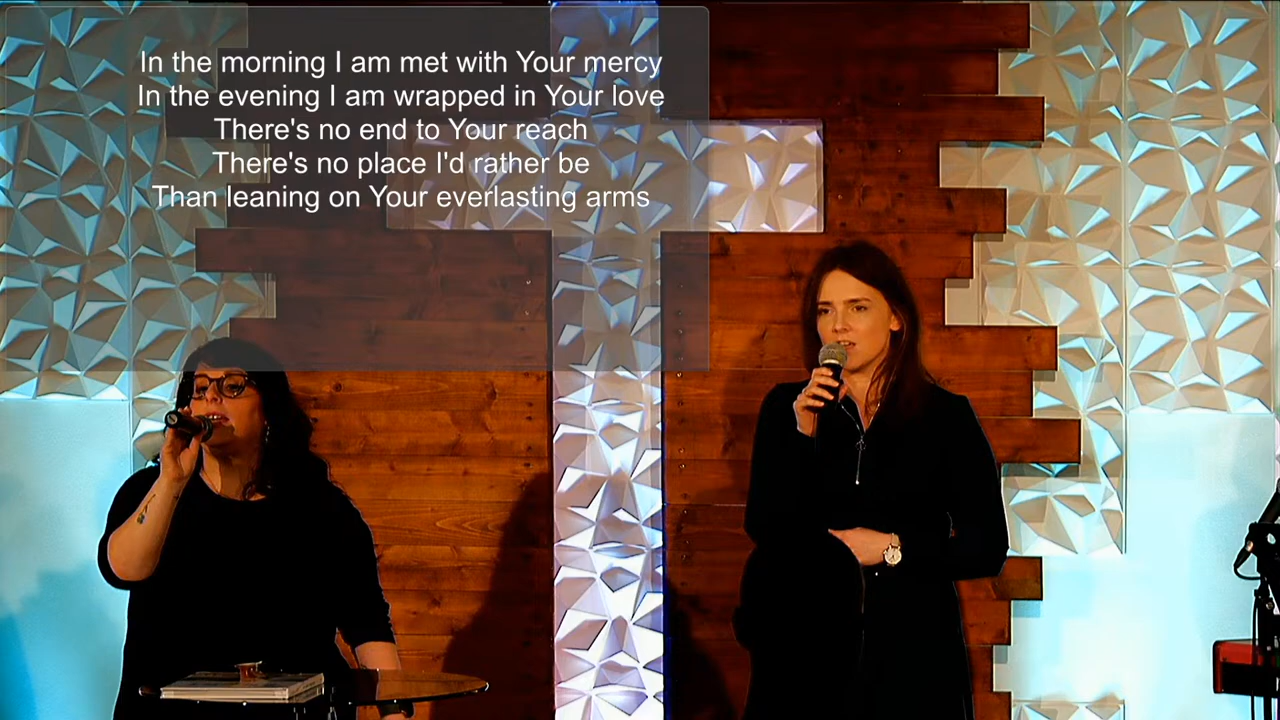 In the morning I am met with Your mercy
In the evening I am wrapped in Your love
There's no end to Your reach
There's no place I'd rather be
Than leaning on Your everlasting arms